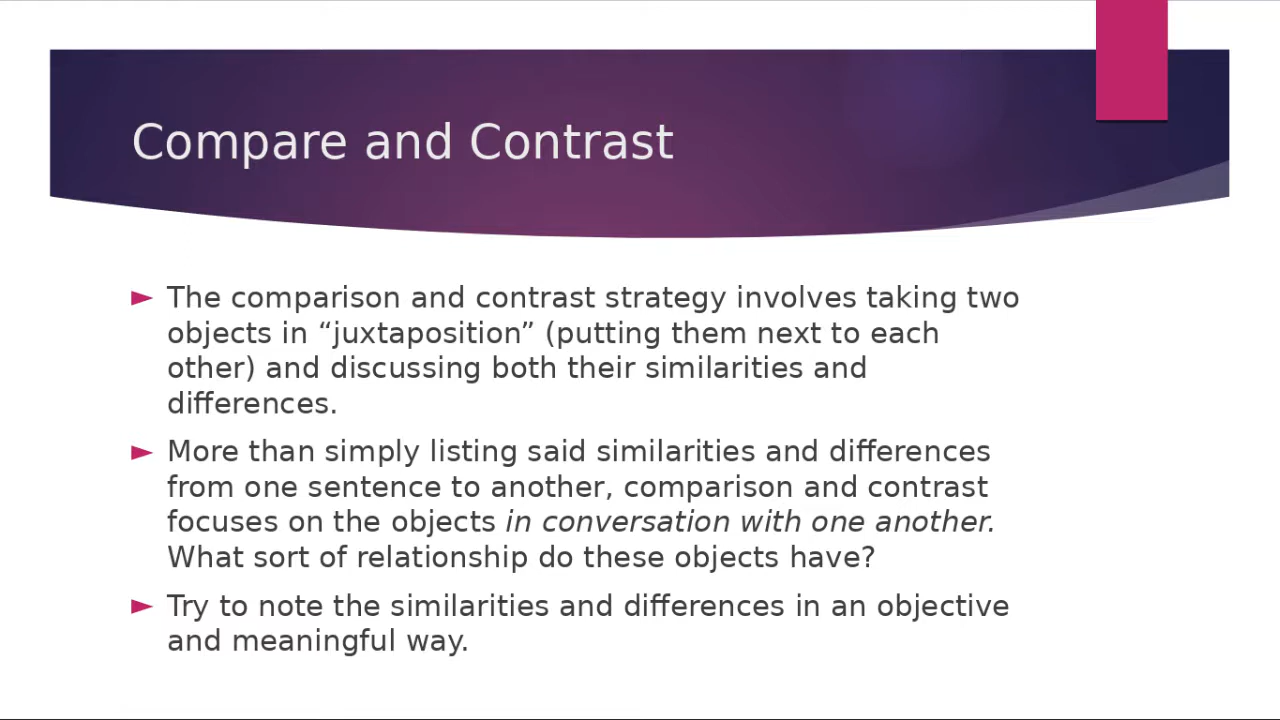 Compare and Contrast
► The comparison and contrast strategy involves taking two
objects in “juxtaposition” (putting them next to each
other) and discussing both their similarities and
differences.
► More than simply listing said similarities and differences
from one sentence to another, comparison and contrast
focuses on the objects in conversation with one another.
What sort of relationship do these objects have?
► Try to note the similarities and differences in an objective
and meaningful way.